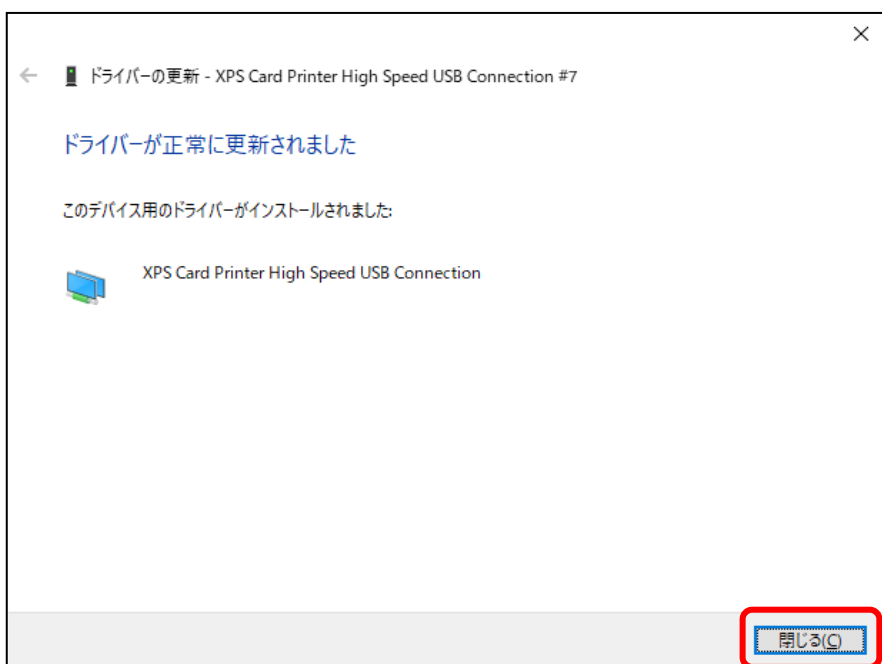 ドライバーの更新 - XPS Card Printer High Speed USB Connection #7
ドライバーが正常に更新されました
このデバイス用のドライバーがインストールされました:
XPS Card Printer High Speed USB Connection
閉じる(C)